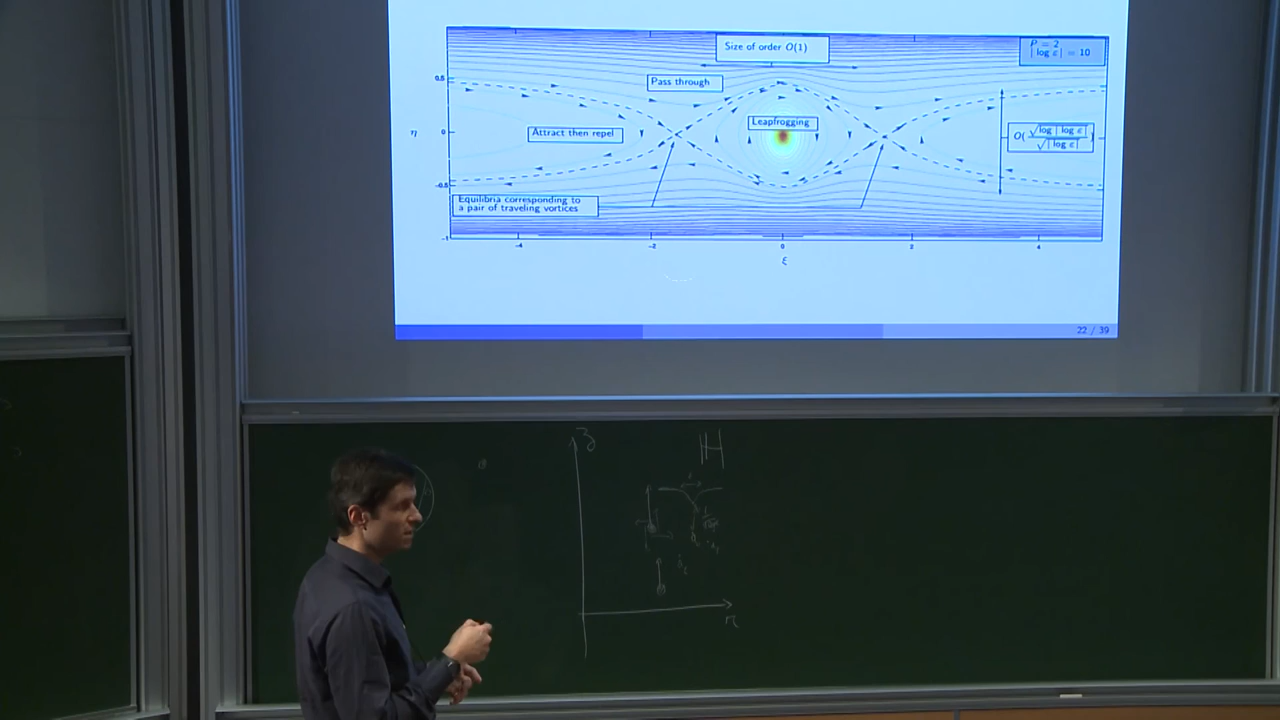 Size of order O(1)
P = 2
|log ε| = 10
Pass through
Leapfrogging
Attract then repel
O(√log |log ε| / √|log ε|)
Equilibria corresponding to
a pair of traveling vortices
η
0.5
0
-0.5
-1
-4
-2
0
2
4
ξ
22 / 39
z
H
r